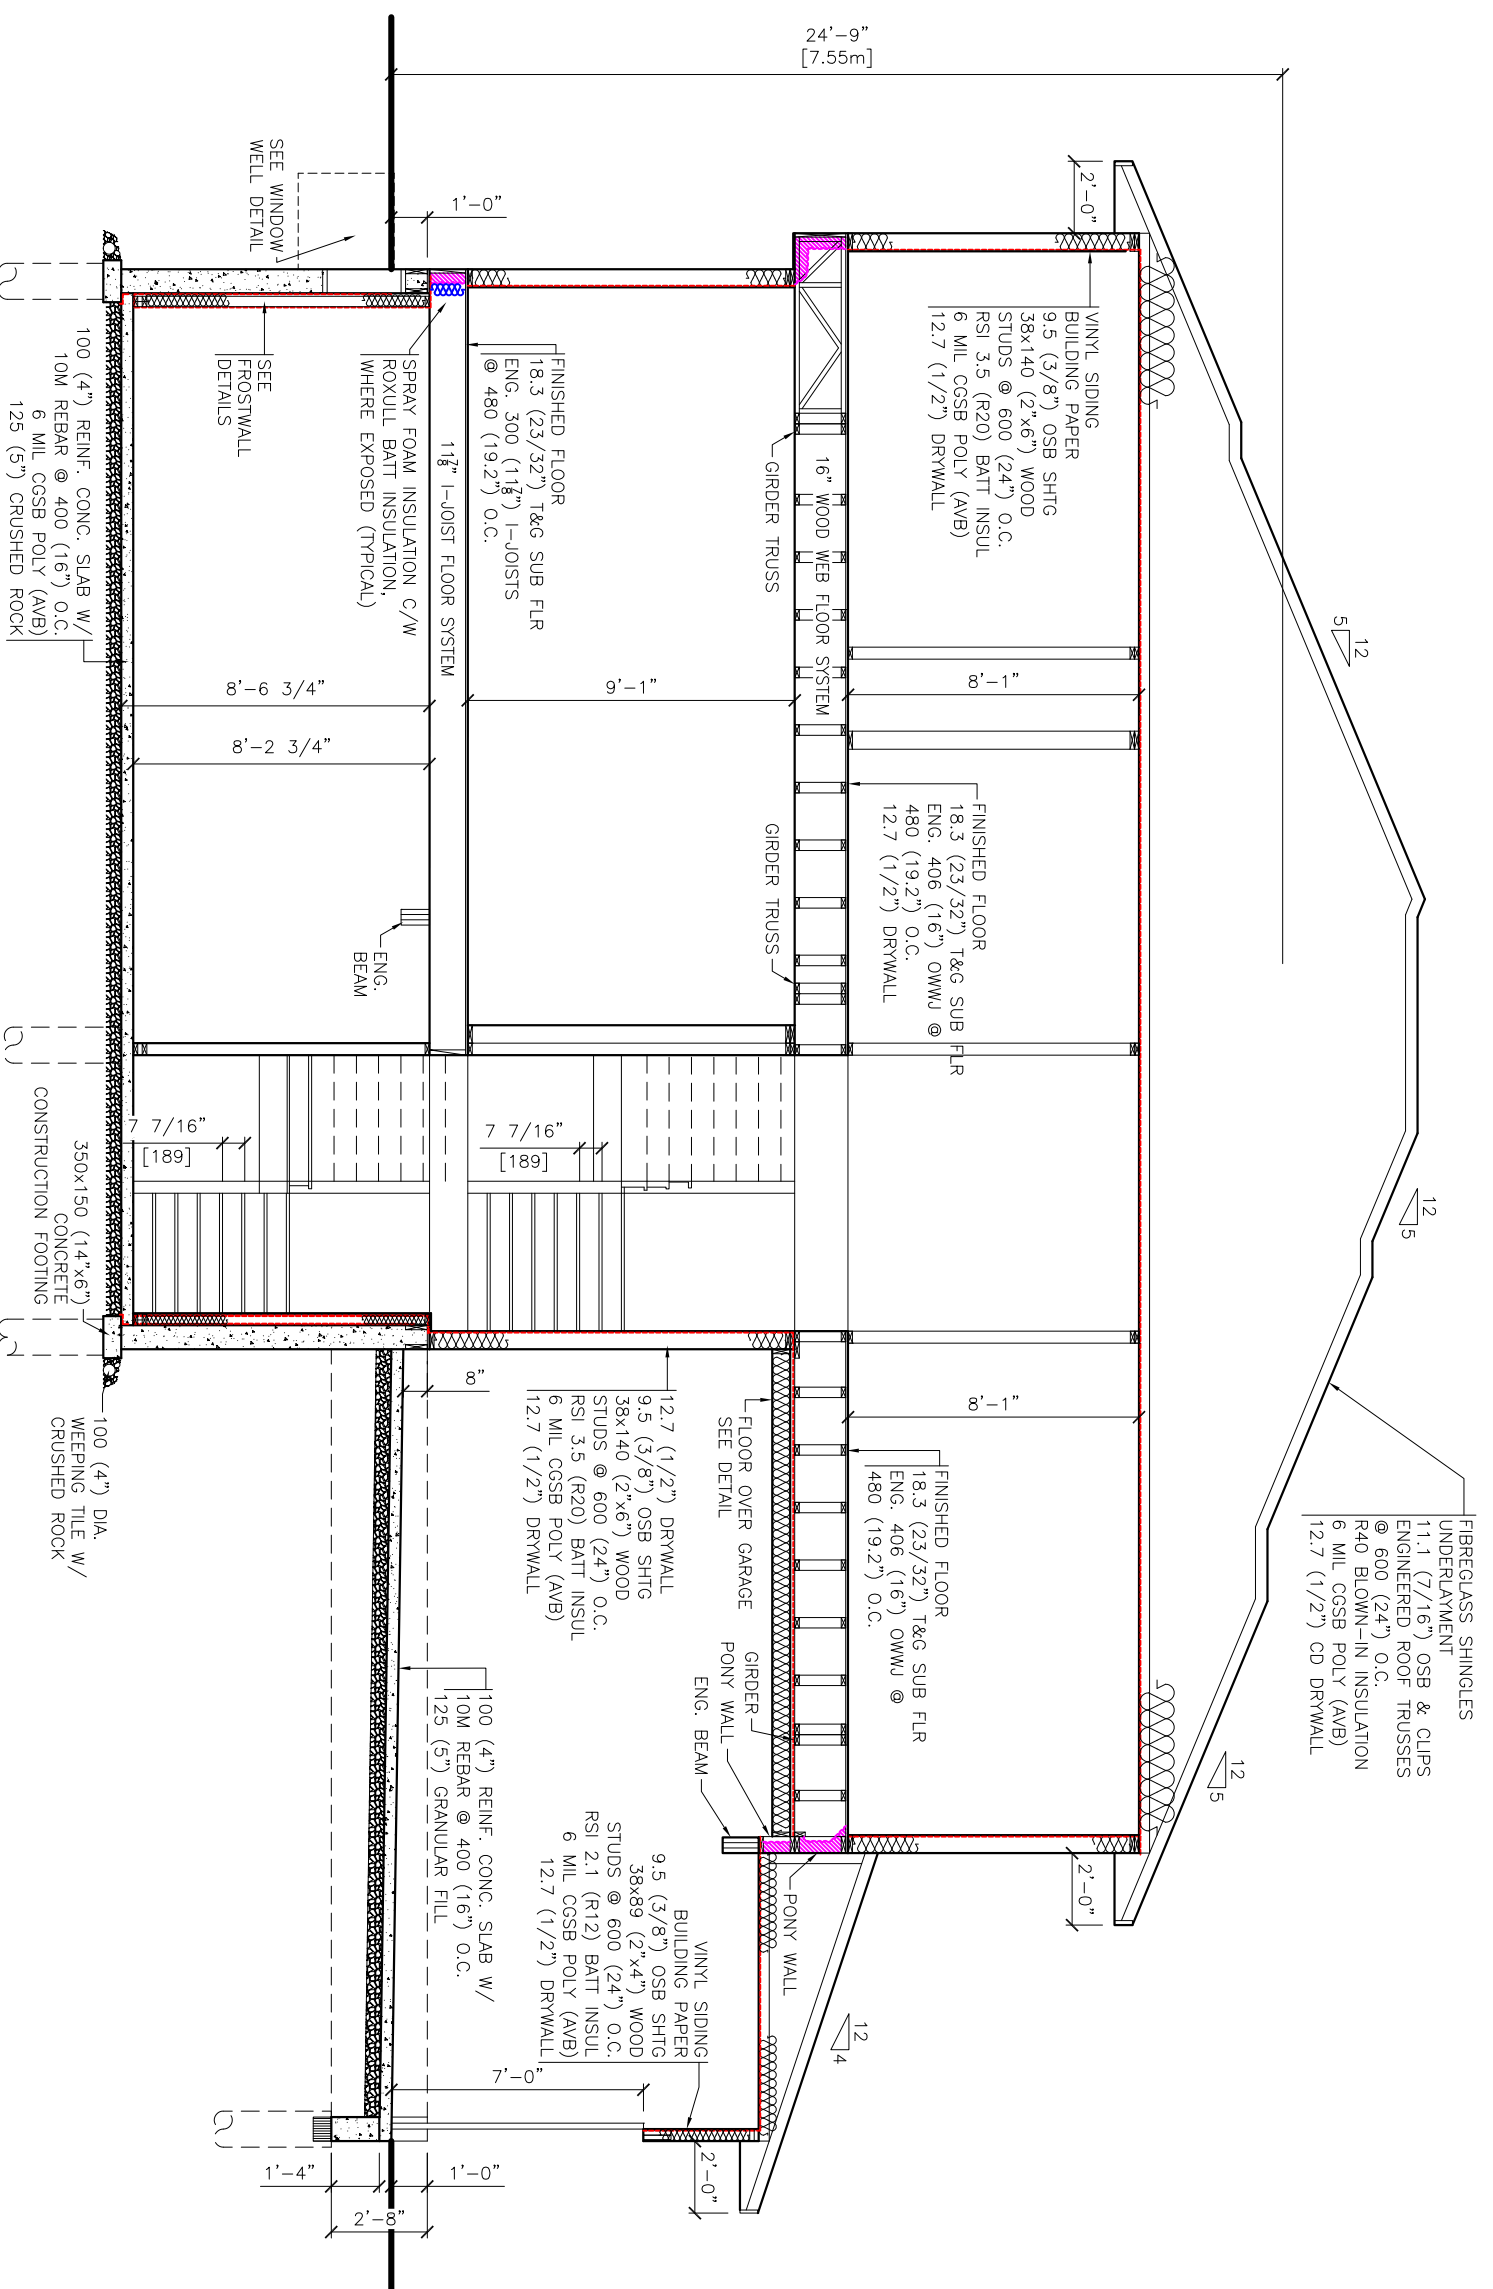 FIBREGLASS SHINGLES
UNDERLAYMENT
11.1 (7/16") OSB & CLIPS
ENGINEERED ROOF TRUSSES
@ 600 (24") O.C.
R40 BLOWN-IN INSULATION
6 MIL CGSB POLY (AVB)
12.7 (1/2") CD DRYWALL
12
5
12
5
12
5
12
4
24'-9"
[7.55m]
2'-0"
2'-0"
2'-0"
VINYL SIDING
BUILDING PAPER
9.5 (3/8") OSB SHTG
38x140 (2"x6") WOOD
STUDS @ 600 (24") O.C.
RSI 3.5 (R20) BATT INSUL
6 MIL CGSB POLY (AVB)
12.7 (1/2") DRYWALL
8'-1"
8'-1"
FINISHED FLOOR
18.3 (23/32") T&G SUB FLR
ENG. 406 (16") OWWJ @
480 (19.2") O.C.
12.7 (1/2") DRYWALL
FINISHED FLOOR
18.3 (23/32") T&G SUB FLR
ENG. 406 (16") OWWJ @
480 (19.2") O.C.
16" WOOD WEB FLOOR SYSTEM
GIRDER TRUSS
GIRDER TRUSS
PONY WALL
FLOOR OVER GARAGE
SEE DETAIL
GIRDER
PONY WALL
ENG. BEAM
9'-1"
12.7 (1/2") DRYWALL
9.5 (3/8") OSB SHTG
38x140 (2"x6") WOOD
STUDS @ 600 (24") O.C.
RSI 3.5 (R20) BATT INSUL
6 MIL CGSB POLY (AVB)
12.7 (1/2") DRYWALL
VINYL SIDING
BUILDING PAPER
9.5 (3/8") OSB SHTG
38x89 (2"x4") WOOD
STUDS @ 600 (24") O.C.
RSI 2.1 (R12) BATT INSUL
6 MIL CGSB POLY (AVB)
12.7 (1/2") DRYWALL
FINISHED FLOOR
18.3 (23/32") T&G SUB FLR
ENG. 300 (11⅞") I-JOISTS
@ 480 (19.2") O.C.
7 7/16"
[189]
11⅞" I-JOIST FLOOR SYSTEM
1'-0"
8"
7'-0"
1'-0"
SPRAY FOAM INSULATION C/W
ROXULL BATT INSULATION,
WHERE EXPOSED (TYPICAL)
ENG.
BEAM
100 (4") REINF. CONC. SLAB W/
10M REBAR @ 400 (16") O.C.
125 (5") GRANULAR FILL
2'-8"
1'-4"
SEE WINDOW
WELL DETAIL
SEE
FROSTWALL
DETAILS
8'-6 3/4"
8'-2 3/4"
7 7/16"
[189]
100 (4") REINF. CONC. SLAB W/
10M REBAR @ 400 (16") O.C.
6 MIL CGSB POLY (AVB)
125 (5") CRUSHED ROCK
350x150 (14"x6")
CONCRETE
CONSTRUCTION FOOTING
100 (4") DIA.
WEEPING TILE W/
CRUSHED ROCK